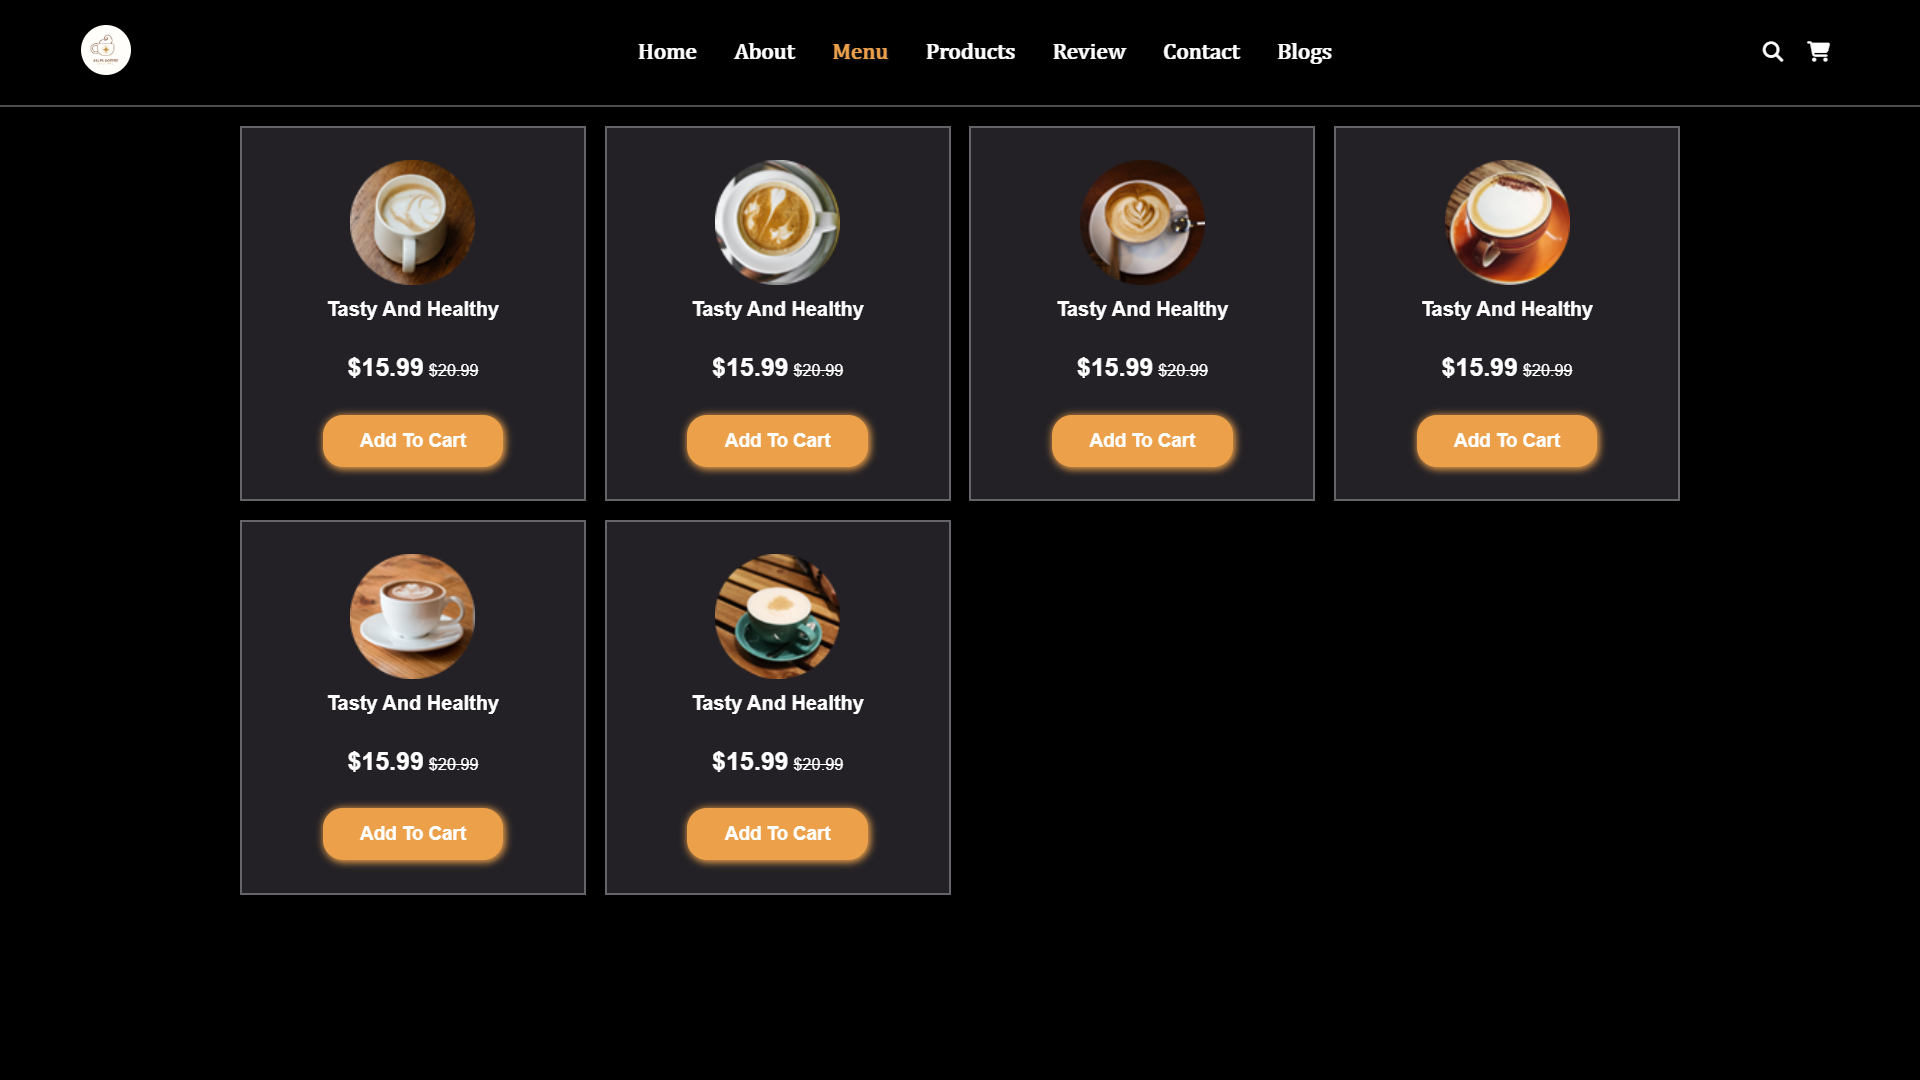 Home About Menu Products Review Contact Blogs
Tasty And Healthy Tasty And Healthy Tasty And Healthy Tasty And Healthy
$15.99 $20.99 $15.99 $20.99 $15.99 $20.99 $15.99 $20.99
Add To Cart Add To Cart Add To Cart Add To Cart
Tasty And Healthy Tasty And Healthy
$15.99 $20.99 $15.99 $20.99
Add To Cart Add To Cart